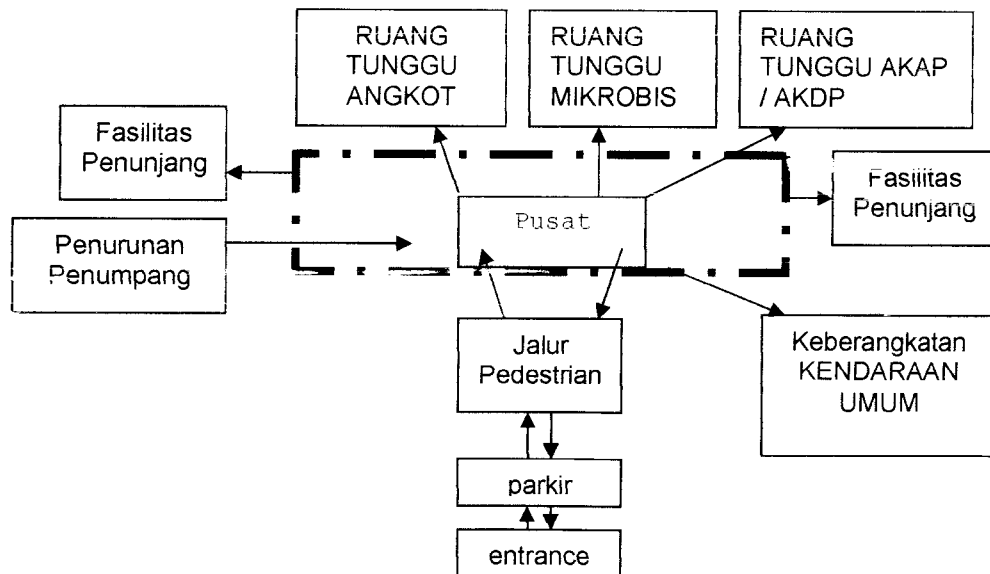 RUANG
TUNGGU
ANGKOT
RUANG
TUNGGU
MIKROBIS
RUANG
TUNGGU AKAP
/ AKDP
Fasilitas
Penunjang
Fasilitas
Penunjang
Pusat
Penurunan
Penumpang
Jalur
Pedestrian
Keberangkatan
KENDARAAN
UMUM
parkir
entrance